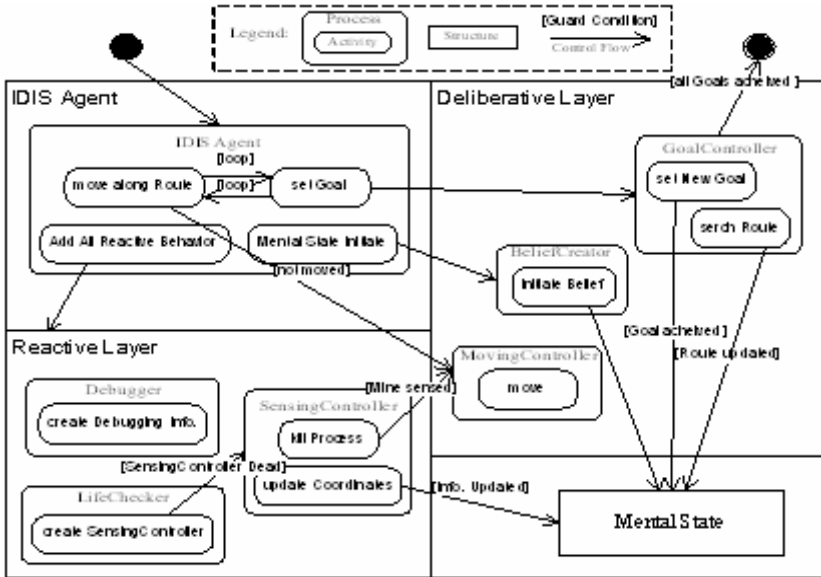 Legend:
Process
Activity
Structure
[Guard Condition]
Control Flow
IDIS Agent
IDIS Agent
[loop]
move along Route
[loop]
set Goal
Add All Reactive Behavior
Mental State Initiate
[not moved]
Deliberative Layer
[all Goals acheived ]
GoalController
set New Goal
serch Route
BeliefCreator
Initiate Belief
[Goal acheived]
[Route updated]
MovingController
move
Reactive Layer
Debugger
create Debugging Info.
SensingController
[Mine sensed]
kill Process
[SensingController Dead]
update Coordinates
[Info. Updated]
LifeChecker
create SensingController
Mental State